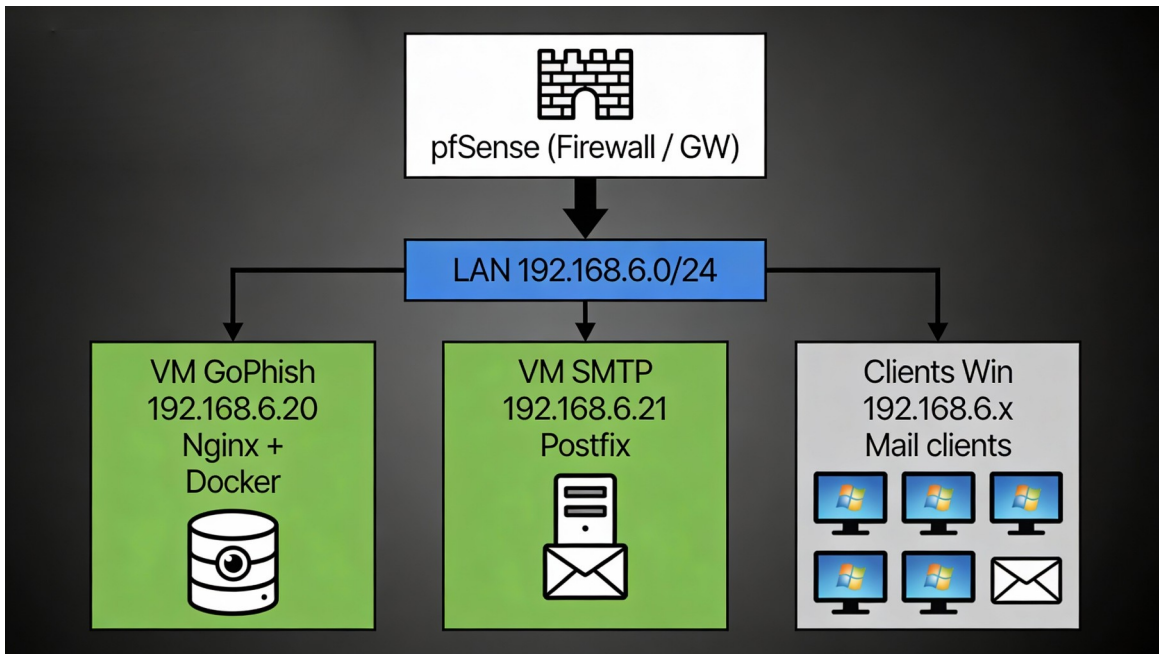 pfSense (Firewall / GW)
LAN 192.168.6.0/24
VM GoPhish
192.168.6.20
Nginx +
Docker
VM SMTP
192.168.6.21
Postfix
Clients Win
192.168.6.x
Mail clients